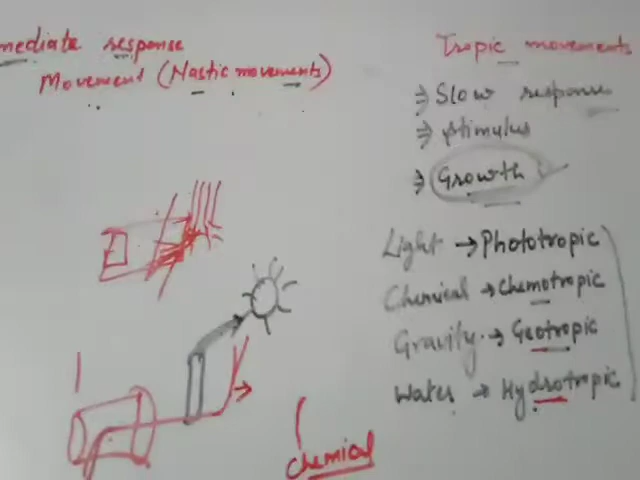 mediate response
Movement (Nastic movements)
Tropic movements
⇒ Slow response
⇒ stimulus
⇒ Growth
Light → Phototropic
Chemical → Chemotropic
Gravity → Geotropic
Water → Hydrotropic
Chemical